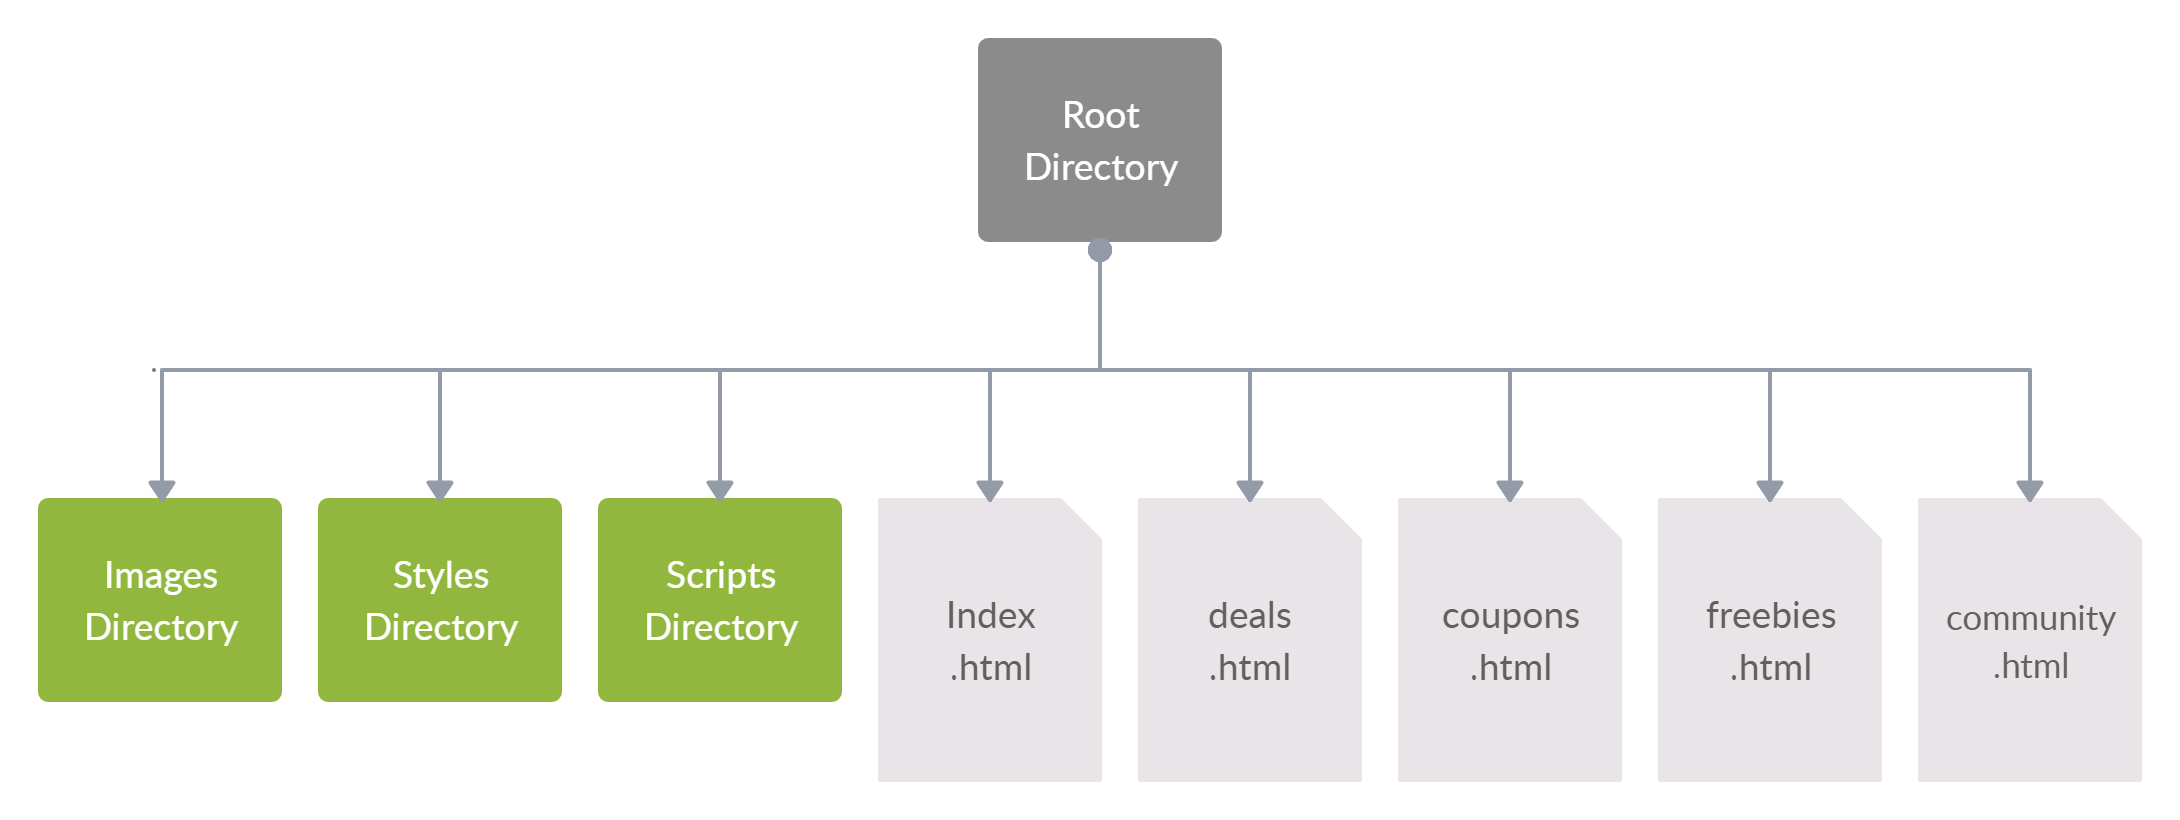 Root
Directory
Images
Directory
Styles
Directory
Scripts
Directory
Index
.html
deals
.html
coupons
.html
freebies
.html
community
.html